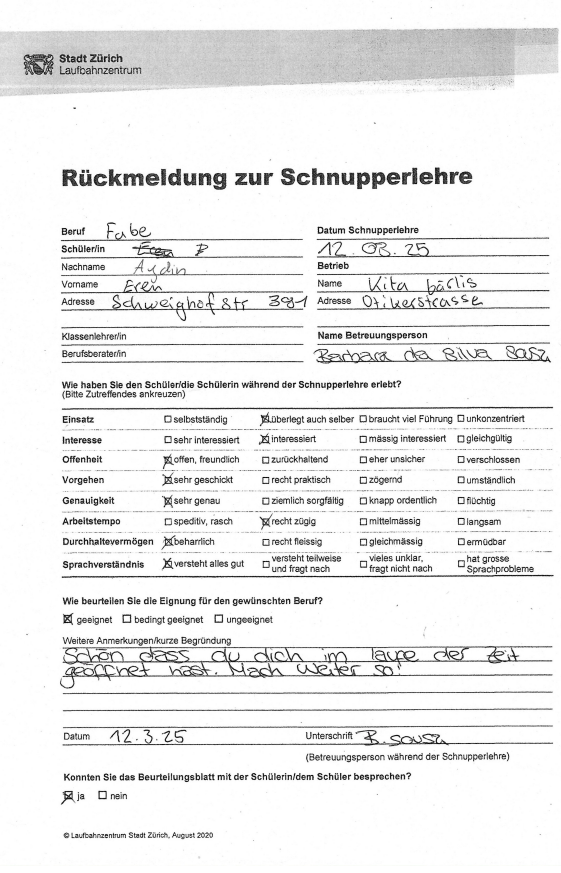 Stadt Zürich
Laufbahnzentrum
Rückmeldung zur Schnupperlehre
Beruf Fabe
Schüler/in Eren P
Nachname Aydin
Vorname Eren
Adresse Schweighof Str 391
Klassenlehrer/in
Berufsberater/in
Datum Schnupperlehre
12. 03. 25
Betrieb
Name Kita bärlis
Adresse Otikerstrasse
Name Betreuungsperson
Barbara da Silva Sousa
Wie haben Sie den Schüler/die Schülerin während der Schnupperlehre erlebt?
(Bitte Zutreffendes ankreuzen)
Einsatz ☐ selbstständig ☒ überlegt auch selber ☐ braucht viel Führung ☐ unkonzentriert
Interesse ☐ sehr interessiert ☒ interessiert ☐ mässig interessiert ☐ gleichgültig
Offenheit ☒ offen, freundlich ☐ zurückhaltend ☐ eher unsicher ☐ verschlossen
Vorgehen ☒ sehr geschickt ☐ recht praktisch ☐ zögernd ☐ umständlich
Genauigkeit ☒ sehr genau ☐ ziemlich sorgfältig ☐ knapp ordentlich ☐ flüchtig
Arbeitstempo ☐ speditiv, rasch ☒ recht zügig ☐ mittelmässig ☐ langsam
Durchhaltevermögen ☒ beharrlich ☐ recht fleissig ☐ gleichmässig ☐ ermüdbar
Sprachverständnis ☒ versteht alles gut ☐ versteht teilweise und fragt nach ☐ vieles unklar, fragt nicht nach ☐ hat grosse Sprachprobleme
Wie beurteilen Sie die Eignung für den gewünschten Beruf?
☒ geeignet ☐ bedingt geeignet ☐ ungeeignet
Weitere Anmerkungen/kurze Begründung
Schön dass du dich im laufe der Zeit
geöffnet hast. Mach weiter so!
Datum 12.3.25 Unterschrift B. Sousa
(Betreuungsperson während der Schnupperlehre)
Konnten Sie das Beurteilungsblatt mit der Schülerin/dem Schüler besprechen?
☒ ja ☐ nein
© Laufbahnzentrum Stadt Zürich, August 2020